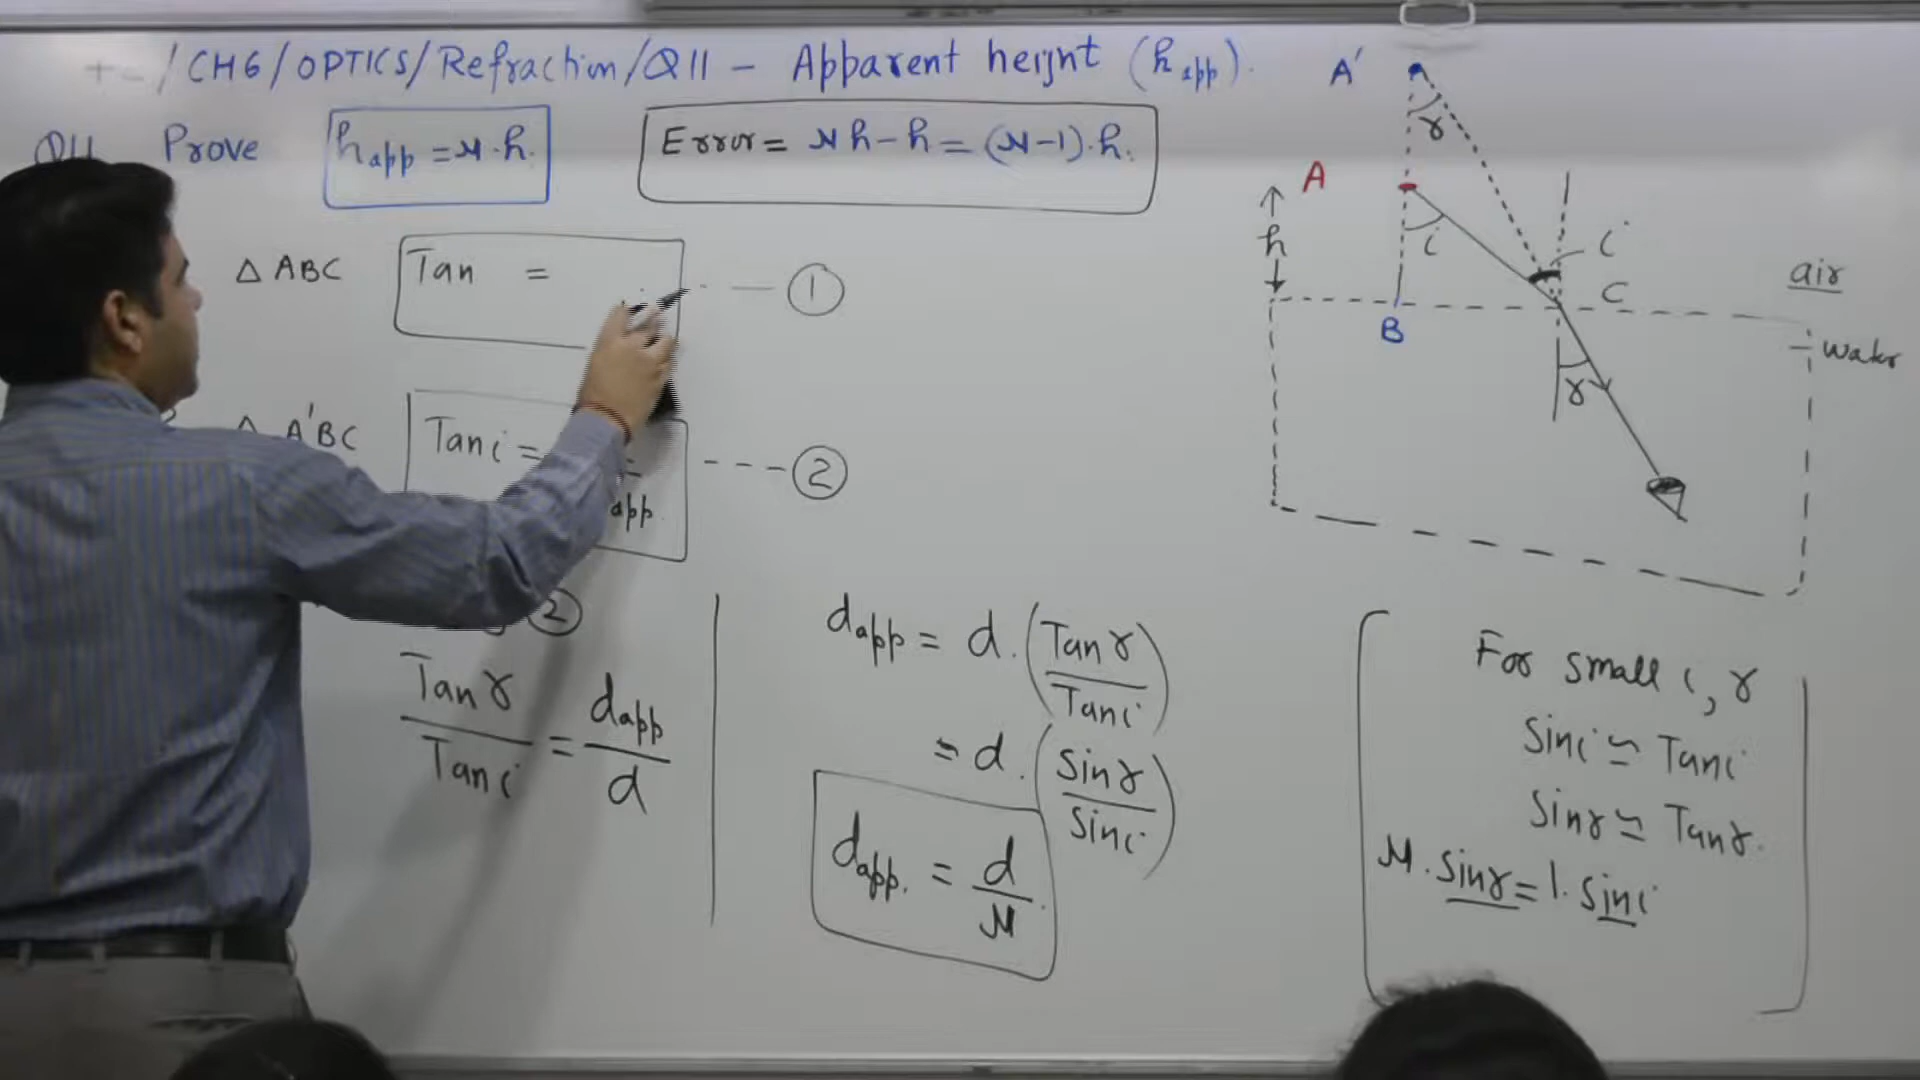 /CH6/OPTICS/Refraction/Q11 - Apparent height (h app).
Q11 Prove h app = μ.h.
Error = μh - h = (μ-1).h.
△ ABC Tan = ①
△ A'BC Tan i = app ②
②
Tan r / Tan i = d app / d
d app = d.(Tan r / Tan i)
= d.(Sin r / Sin i)
d app. = d / μ.
A'
r
A
h
i
i
C
air
B
water
r
For small i, r
Sin i ≃ Tan i
Sin r ≃ Tan r.
μ. Sin r = 1. Sin i